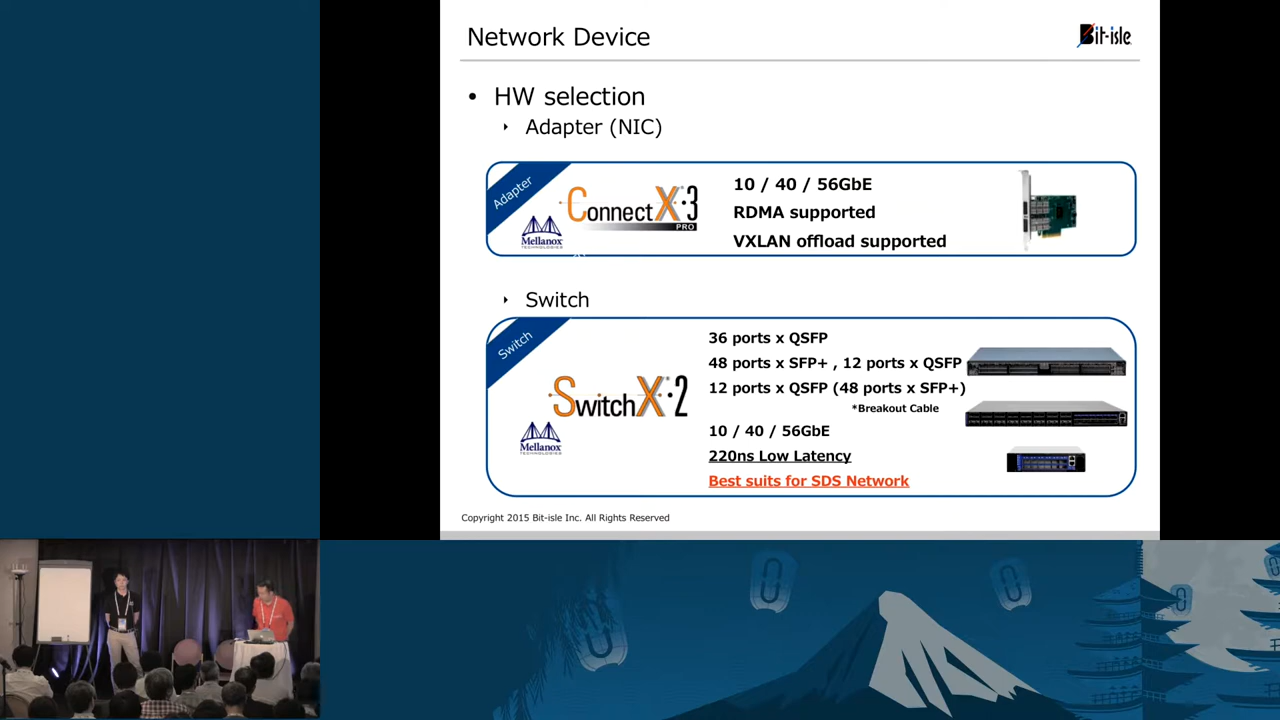 Network Device
Bit-isle
• HW selection
‣ Adapter (NIC)
Adapter
ConnectX·3
PRO
Mellanox
TECHNOLOGIES
10 / 40 / 56GbE
RDMA supported
VXLAN offload supported
‣ Switch
Switch
SwitchX·2
Mellanox
TECHNOLOGIES
36 ports x QSFP
48 ports x SFP+ , 12 ports x QSFP
12 ports x QSFP (48 ports x SFP+)
*Breakout Cable
10 / 40 / 56GbE
220ns Low Latency
Best suits for SDS Network
Copyright 2015 Bit-isle Inc. All Rights Reserved